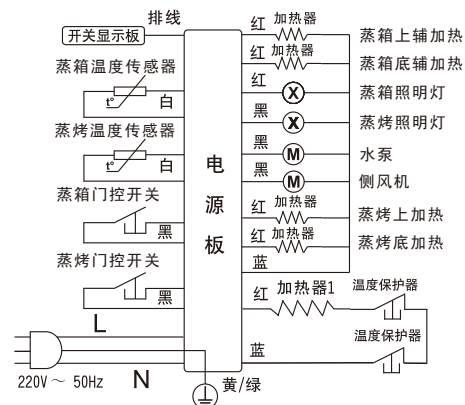 排线
开关显示板
蒸箱温度传感器
t°
白
蒸烤温度传感器
t°
白
蒸箱门控开关
黑
蒸烤门控开关
黑
L
N
220V～ 50Hz
电源板
红 加热器 蒸箱上辅加热
红 加热器 蒸箱底辅加热
红 X 蒸箱照明灯
黑 X 蒸烤照明灯
黑 M 水泵
黑 M 侧风机
红 加热器 蒸烤上加热
红 加热器 蒸烤底加热
蓝
红 加热器1 温度保护器
温度保护器
蓝
黄/绿